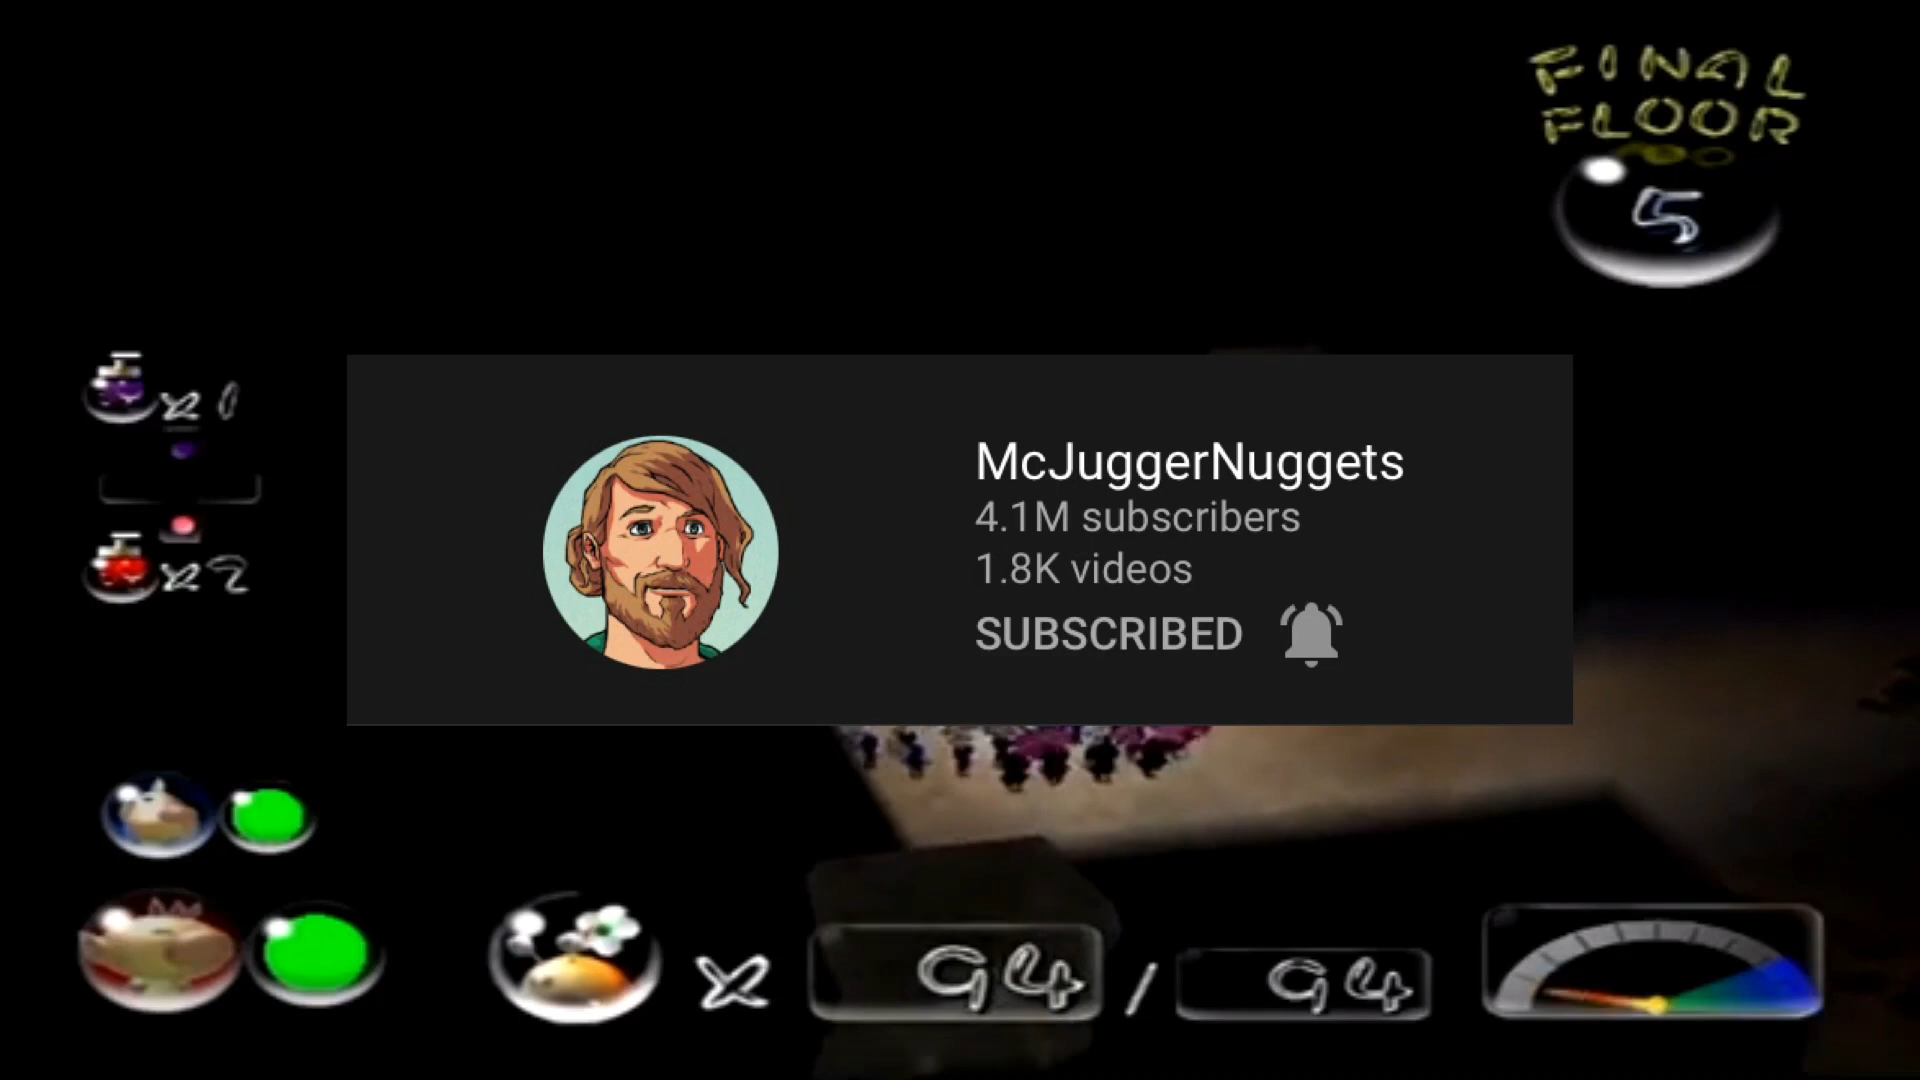 FINAL
FLOOR
5
x1
x2
McJuggerNuggets
4.1M subscribers
1.8K videos
SUBSCRIBED
x 94 / 94